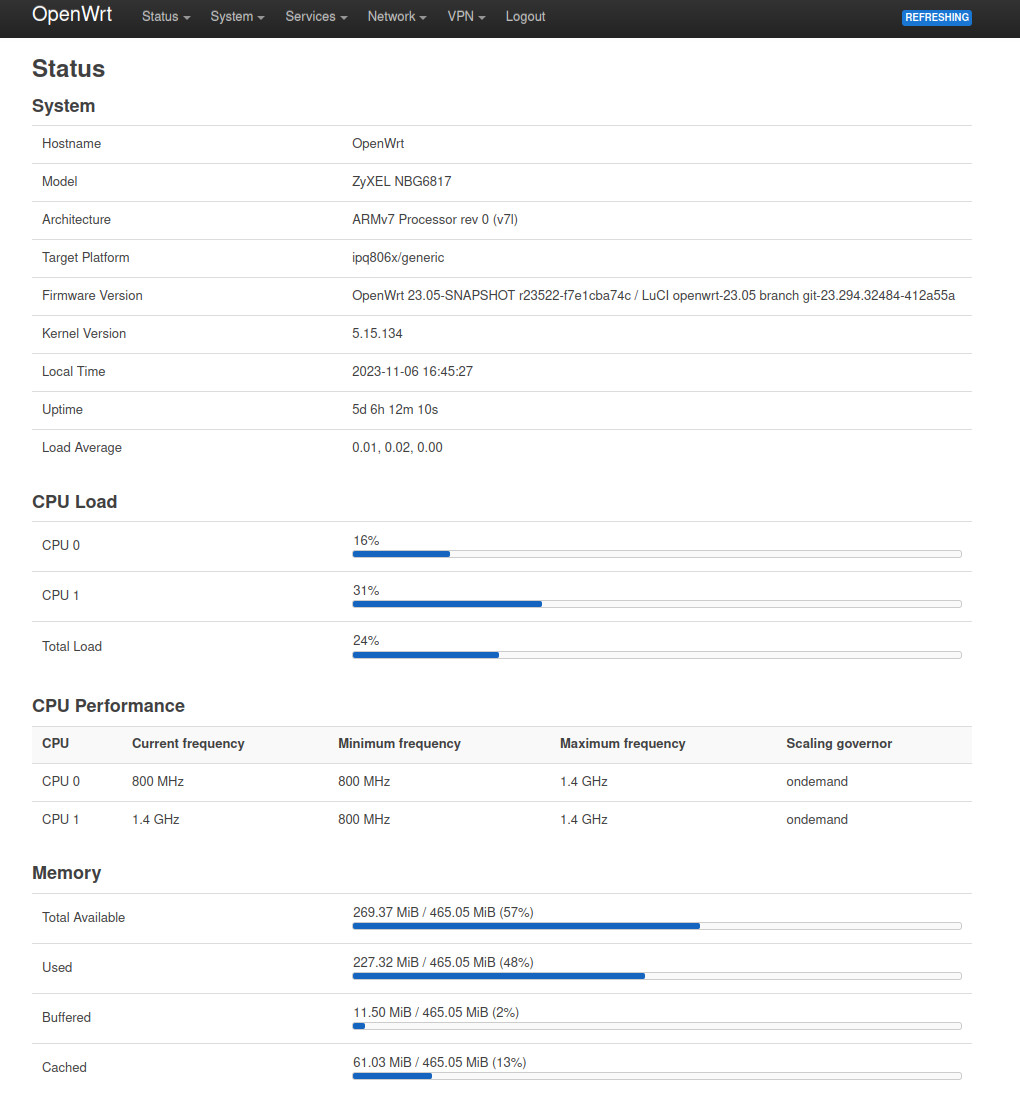 OpenWrt Status System Services Network VPN Logout REFRESHING
Status
System
Hostname OpenWrt
Model ZyXEL NBG6817
Architecture ARMv7 Processor rev 0 (v7l)
Target Platform ipq806x/generic
Firmware Version OpenWrt 23.05-SNAPSHOT r23522-f7e1cba74c / LuCI openwrt-23.05 branch git-23.294.32484-412a55a
Kernel Version 5.15.134
Local Time 2023-11-06 16:45:27
Uptime 5d 6h 12m 10s
Load Average 0.01, 0.02, 0.00
CPU Load
CPU 0 16%
CPU 1 31%
Total Load 24%
CPU Performance
CPU Current frequency Minimum frequency Maximum frequency Scaling governor
CPU 0 800 MHz 800 MHz 1.4 GHz ondemand
CPU 1 1.4 GHz 800 MHz 1.4 GHz ondemand
Memory
Total Available 269.37 MiB / 465.05 MiB (57%)
Used 227.32 MiB / 465.05 MiB (48%)
Buffered 11.50 MiB / 465.05 MiB (2%)
Cached 61.03 MiB / 465.05 MiB (13%)